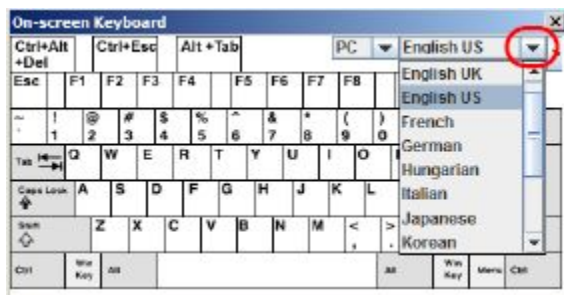 On-screen Keyboard
Ctrl+Alt+Del Ctrl+Esc Alt+Tab PC English US
Esc F1 F2 F3 F4 F5 F6 F7 F8
~ ! @ # $ % ^ & * ( )
` 1 2 3 4 5 6 7 8 9 0
Tab Q W E R T Y U I O
Caps Lock A S D F G H J K L
Shift Z X C V B N M < >
, .
Ctrl Win Key Alt Alt Win Key Menu Ctrl
English UK
English US
French
German
Hungarian
Italian
Japanese
Korean